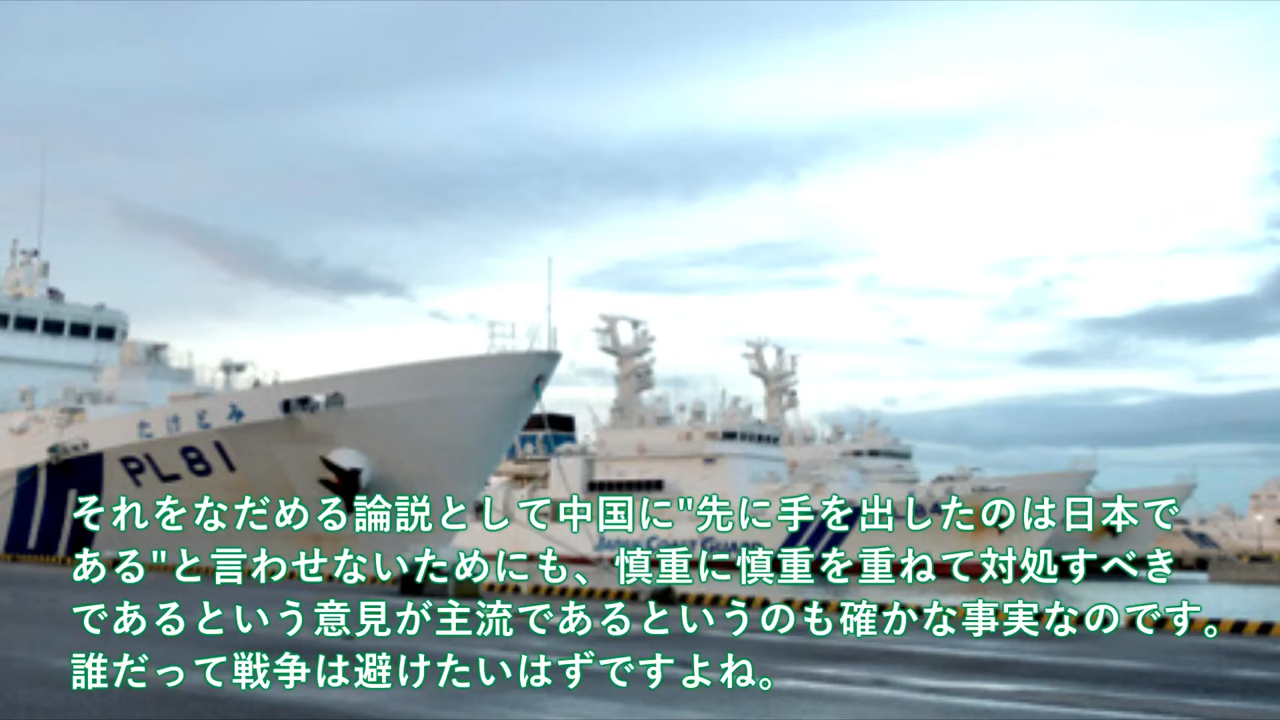 たけとみ
PL81
JAPAN COAST GUARD
それをなだめる論説として中国に"先に手を出したのは日本で
ある"と言わせないためにも、慎重に慎重を重ねて対処すべき
であるという意見が主流であるというのも確かな事実なのです。
誰だって戦争は避けたいはずですよね。